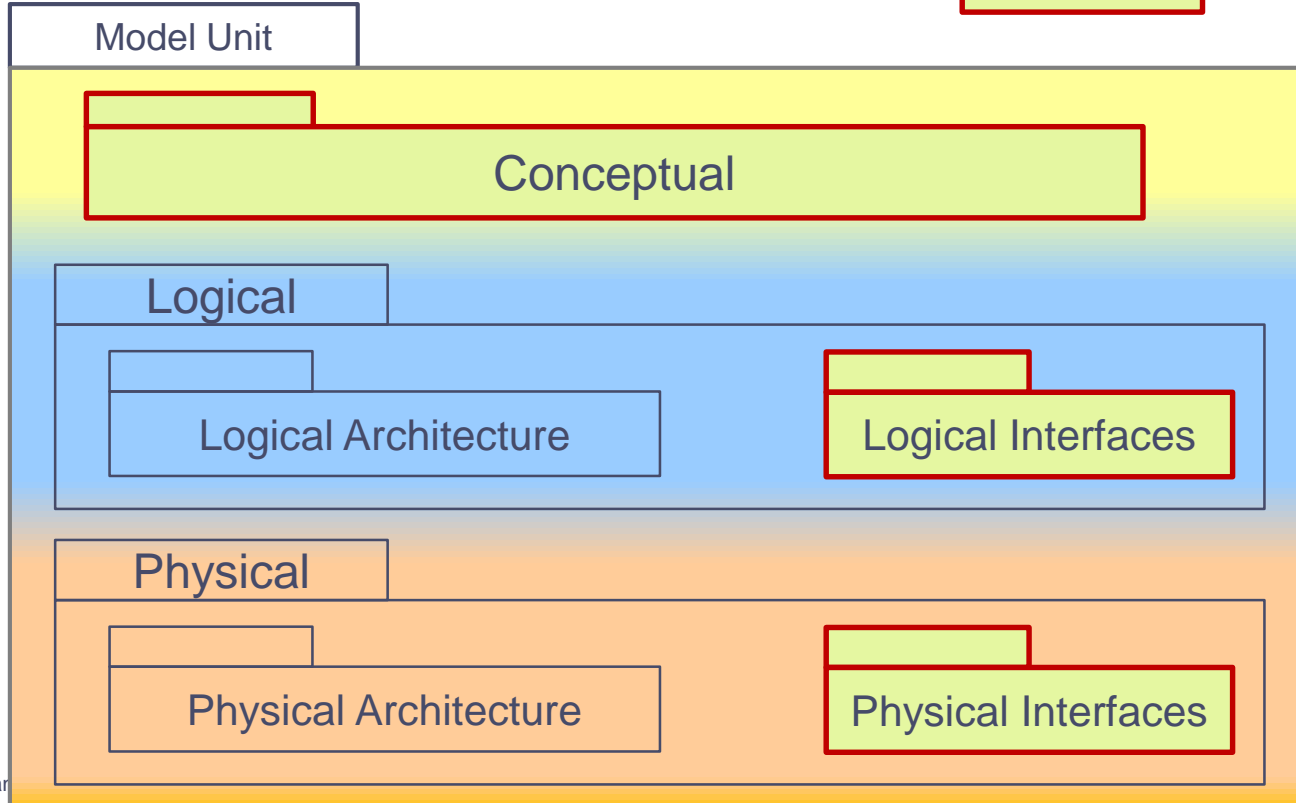 Model Unit
Conceptual
Logical
Logical Architecture
Logical Interfaces
Physical
Physical Architecture
Physical Interfaces